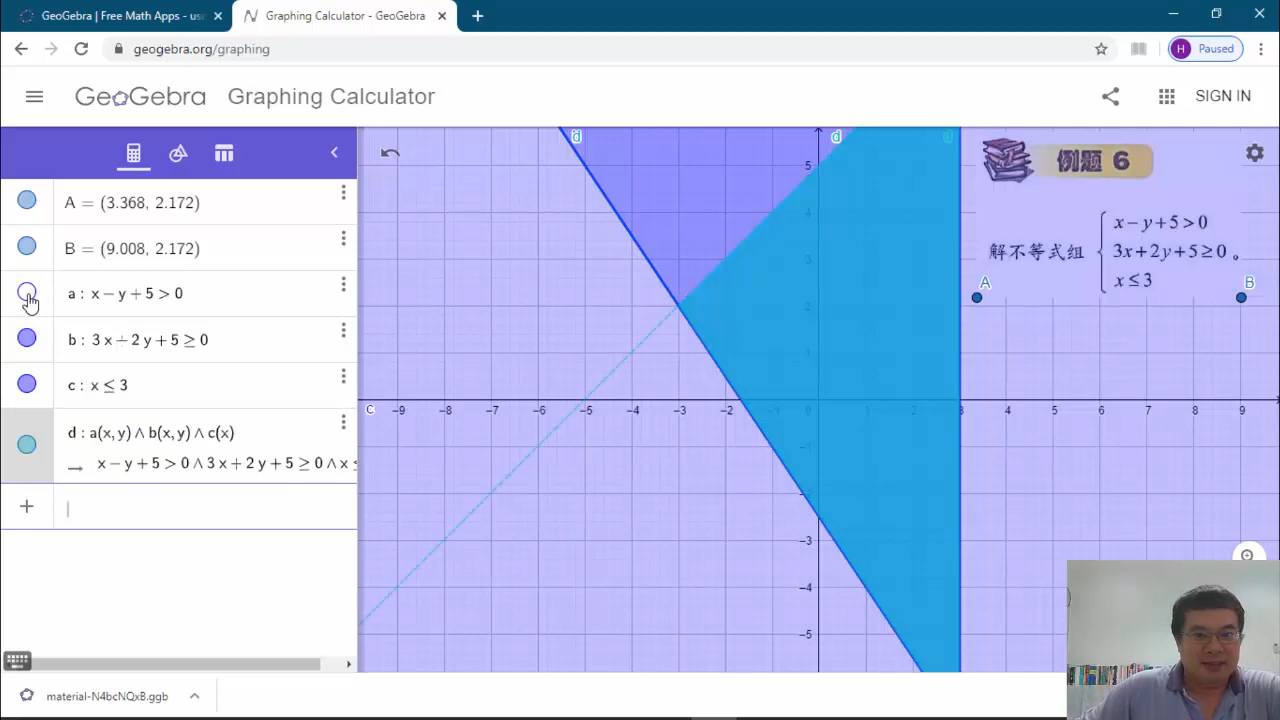 GeoGebra | Free Math Apps - use
Graphing Calculator - GeoGebra
geogebra.org/graphing
H Paused
GeoGebra Graphing Calculator
SIGN IN
A = (3.368, 2.172)
B = (9.008, 2.172)
a : x − y + 5 > 0
b : 3 x + 2 y + 5 ≥ 0
c : x ≤ 3
d : a(x, y) ∧ b(x, y) ∧ c(x)
→ x − y + 5 > 0 ∧ 3 x + 2 y + 5 ≥ 0 ∧ x ≤
+
d d d
5
4
3
2
1
C −9 −8 −7 −6 −5 −4 −3 −2 −1 0 1 2 3 4 5 6 7 8 9
−1
−2
−3
−4
−5
例题 6
x − y + 5 > 0
解不等式组 3x + 2y + 5 ≥ 0 。
x ≤ 3
A B
material-N4bcNQxB.ggb